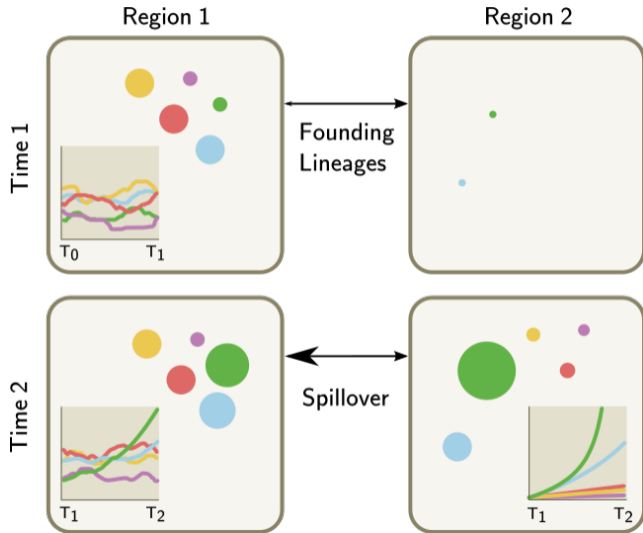 Region 1
Region 2
Time 1
Founding
Lineages
T₀
T₁
Time 2
Spillover
T₁
T₂
T₁
T₂